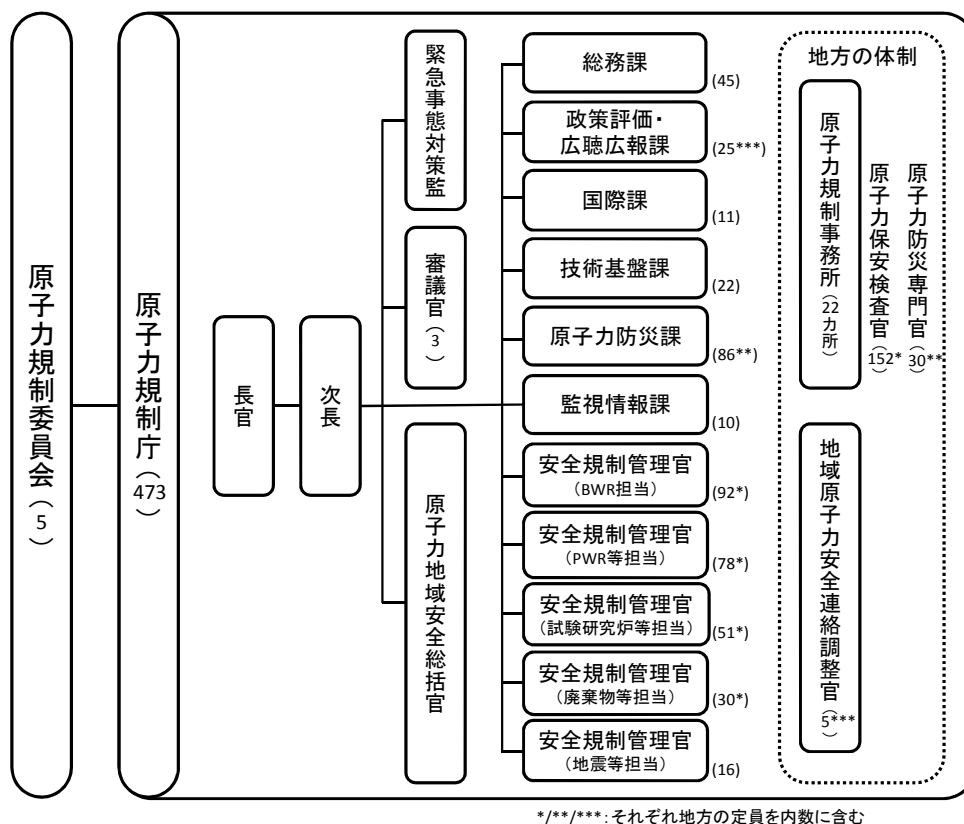 原子力規制委員会（5）
原子力規制庁（473）
長官
次長
緊急事態対策監
審議官（3）
原子力地域安全総括官
総務課
(45)
政策評価・
広聴広報課
(25***)
国際課
(11)
技術基盤課
(22)
原子力防災課
(86**)
監視情報課
(10)
安全規制管理官
（BWR担当）
(92*)
安全規制管理官
（PWR等担当）
(78*)
安全規制管理官
（試験研究炉等担当）
(51*)
安全規制管理官
（廃棄物等担当）
(30*)
安全規制管理官
（地震等担当）
(16)
地方の体制
原子力防災専門官（30**）
原子力保安検査官（152*）
原子力規制事務所（22カ所）
地域原子力安全連絡調整官（5***）
*/**/***：それぞれ地方の定員を内数に含む